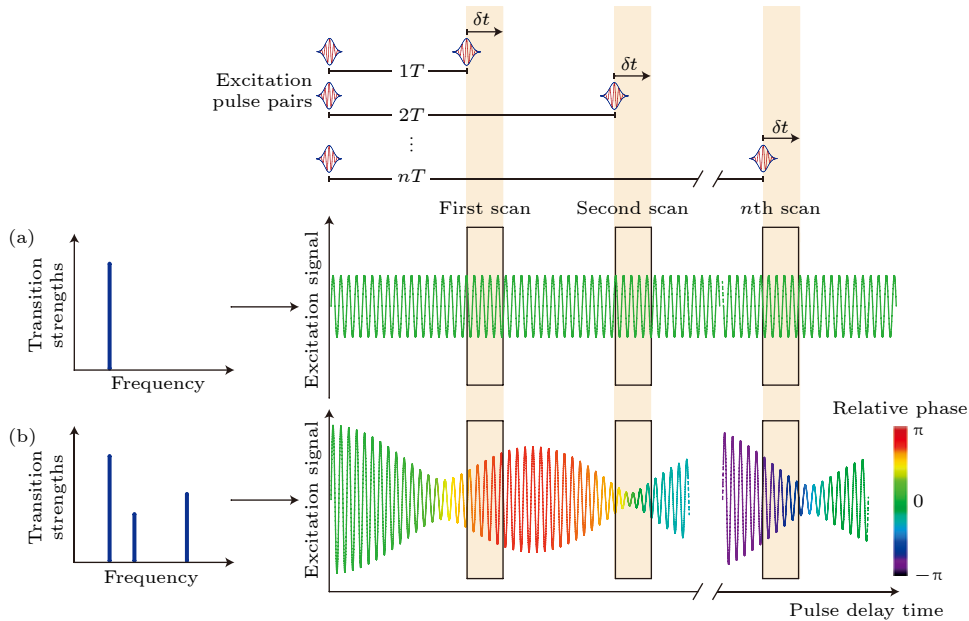 δt
δt
δt
Excitation
pulse pairs
1T
2T
⋮
nT
First scan
Second scan
nth scan
(a)
Transition
strengths
Frequency
Excitation signal
(b)
Transition
strengths
Frequency
Excitation signal
Relative phase
π
0
−π
Pulse delay time